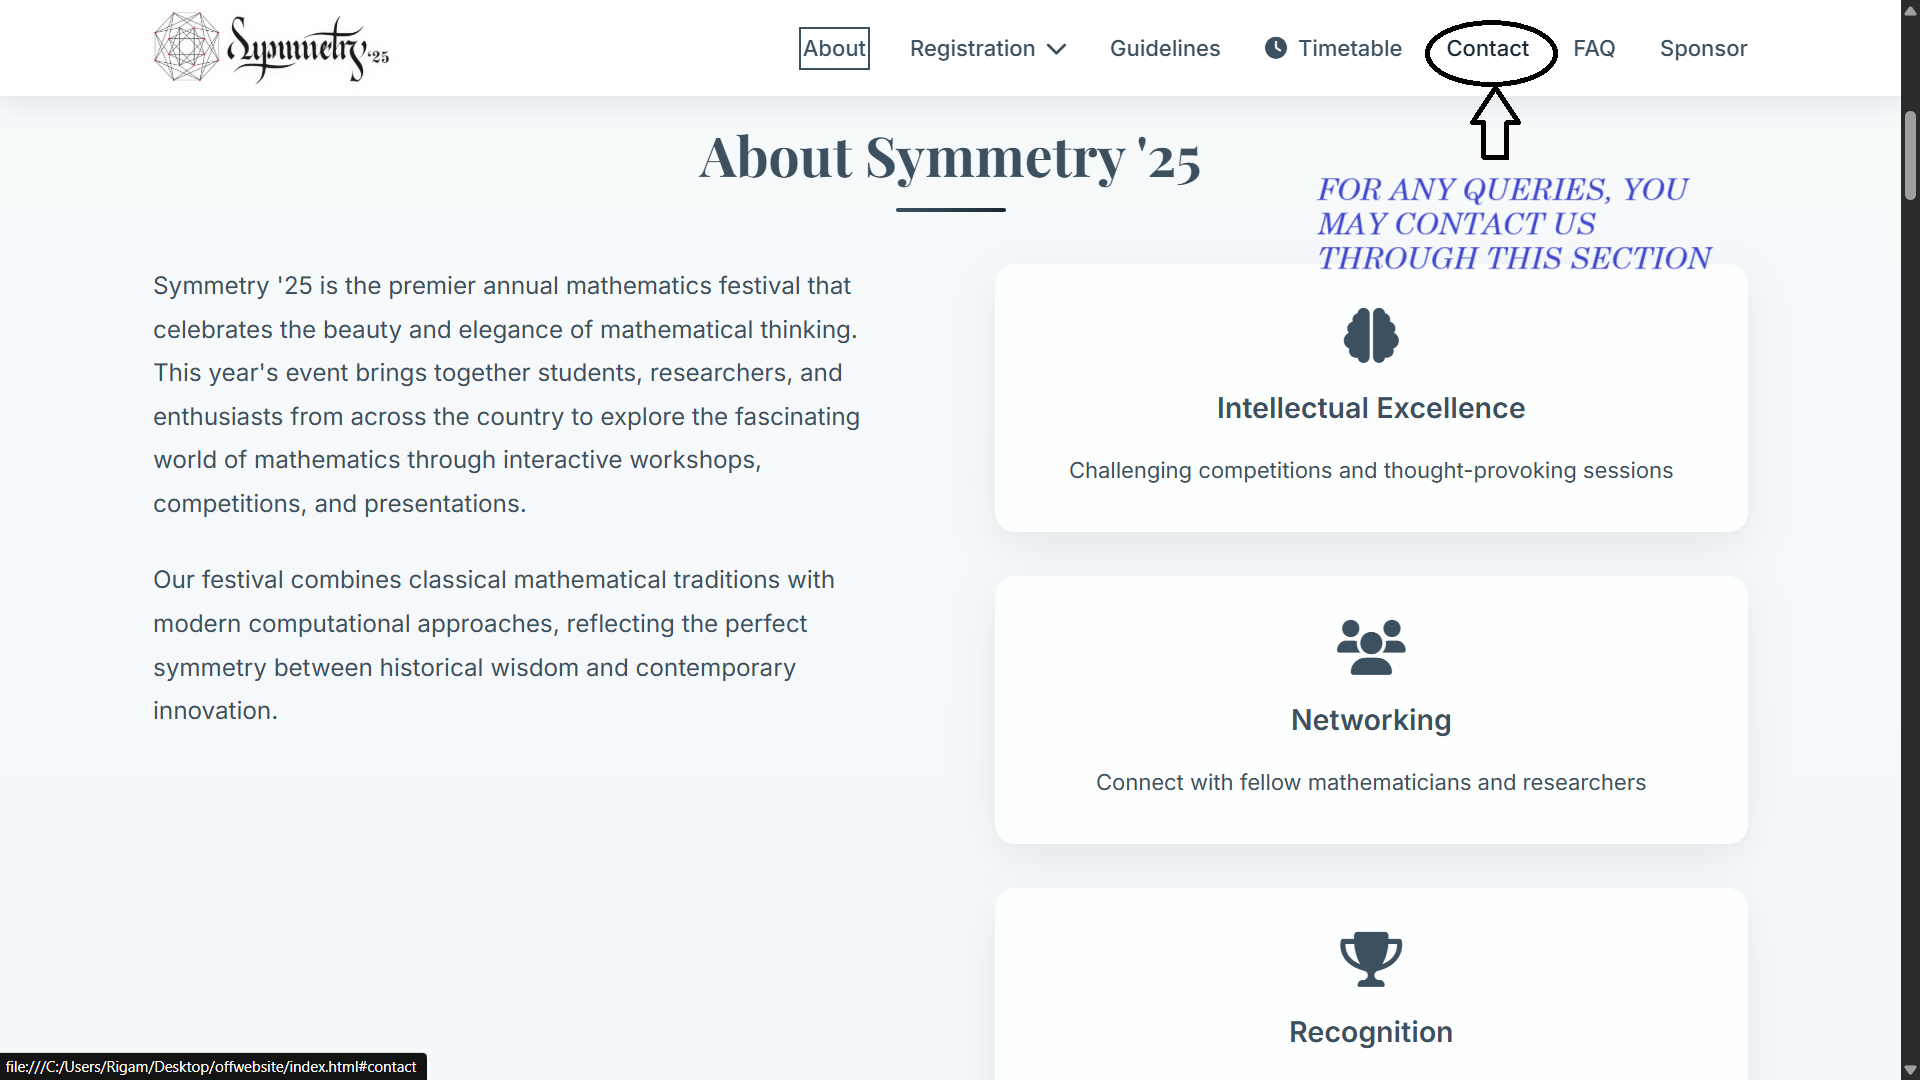 Symmetry '25
About
Registration
Guidelines
Timetable
Contact
FAQ
Sponsor
About Symmetry '25
FOR ANY QUERIES, YOU
MAY CONTACT US
THROUGH THIS SECTION
Symmetry '25 is the premier annual mathematics festival that
celebrates the beauty and elegance of mathematical thinking.
This year's event brings together students, researchers, and
enthusiasts from across the country to explore the fascinating
world of mathematics through interactive workshops,
competitions, and presentations.
Our festival combines classical mathematical traditions with
modern computational approaches, reflecting the perfect
symmetry between historical wisdom and contemporary
innovation.
Intellectual Excellence
Challenging competitions and thought-provoking sessions
Networking
Connect with fellow mathematicians and researchers
Recognition
file:///C:/Users/Rigam/Desktop/offwebsite/index.html#contact